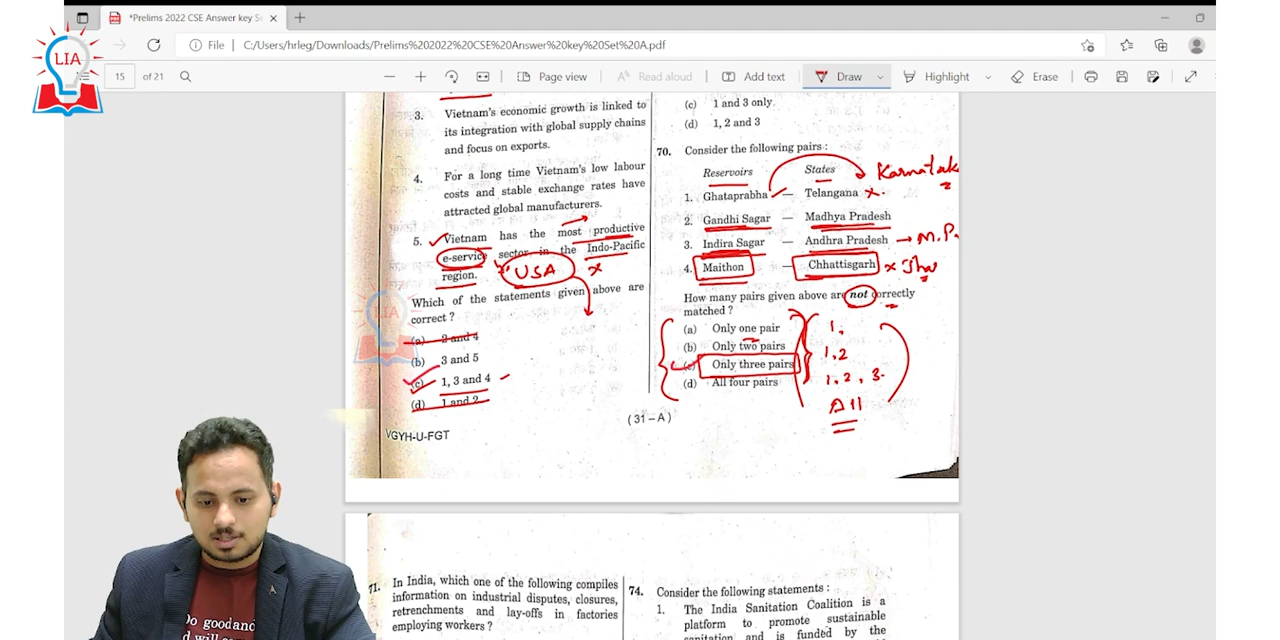 *Prelims 2022 CSE Answer key Se
LIA
File
C:/Users/hrleg/Downloads/Prelims%202022%20CSE%20Answer%20key%20Set%20A.pdf
15 of 21
Page view
Read aloud
Add text
Draw
Highlight
Erase
3. Vietnam's economic growth is linked to
its integration with global supply chains
and focus on exports.
4. For a long time Vietnam's low labour
costs and stable exchange rates have
attracted global manufacturers.
5. Vietnam has the most productive
e-service sector in the Indo-Pacific
region.
USA
Which of the statements given above are
correct ?
(a) 2 and 4
(b) 3 and 5
(c) 1, 3 and 4
(d) 1 and 2
VGYH-U-FGT
(31 – A)
(c) 1 and 3 only
(d) 1, 2 and 3
70. Consider the following pairs :
Reservoirs States
Karnatak
1. Ghataprabha — Telangana
2. Gandhi Sagar — Madhya Pradesh
3. Indira Sagar — Andhra Pradesh
M.P.
4. Maithon — Chhattisgarh
Jhar
How many pairs given above are not correctly
matched ?
(a) Only one pair
(b) Only two pairs
(c) Only three pairs
(d) All four pairs
1,
1,2
1, 2, 3.
All
71. In India, which one of the following compiles
information on industrial disputes, closures,
retrenchments and lay-offs in factories
employing workers ?
74. Consider the following statements :
1. The India Sanitation Coalition is a
platform to promote sustainable
sanitation and is funded by the
LIA
Do good and
d will